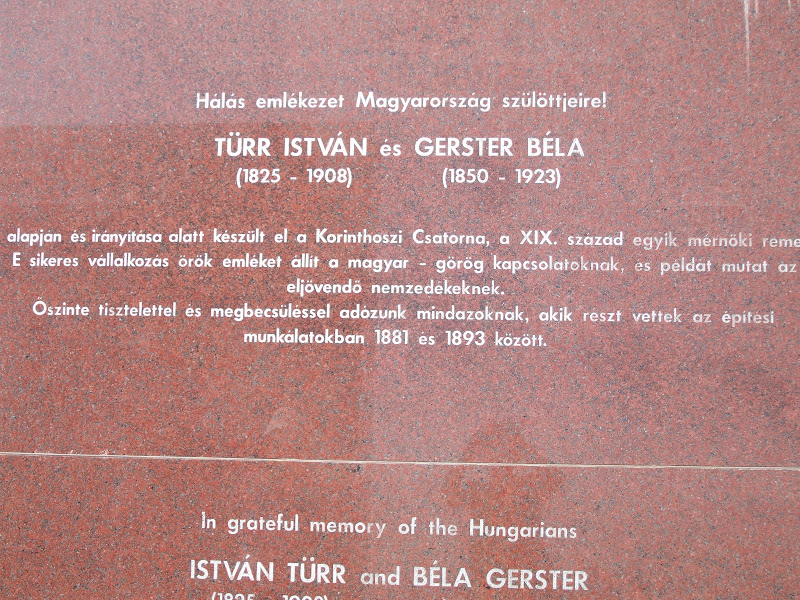 Hálás emlékezet Magyarország szülöttjeire!
TÜRR ISTVÁN és GERSTER BÉLA
(1825 - 1908) (1850 - 1923)
alapján és irányítása alatt készült el a Korinthoszi Csatorna, a XIX. század egyik mérnöki reme
E sikeres vállalkozás örök emléket állít a magyar - görög kapcsolatoknak, és példát mutat az
eljövendő nemzedékeknek.
Őszinte tisztelettel és megbecsüléssel adózunk mindazoknak, akik részt vettek az építési
munkálatokban 1881 és 1893 között.
In grateful memory of the Hungarians
ISTVÁN TÜRR and BÉLA GERSTER
(1825 - 1908)